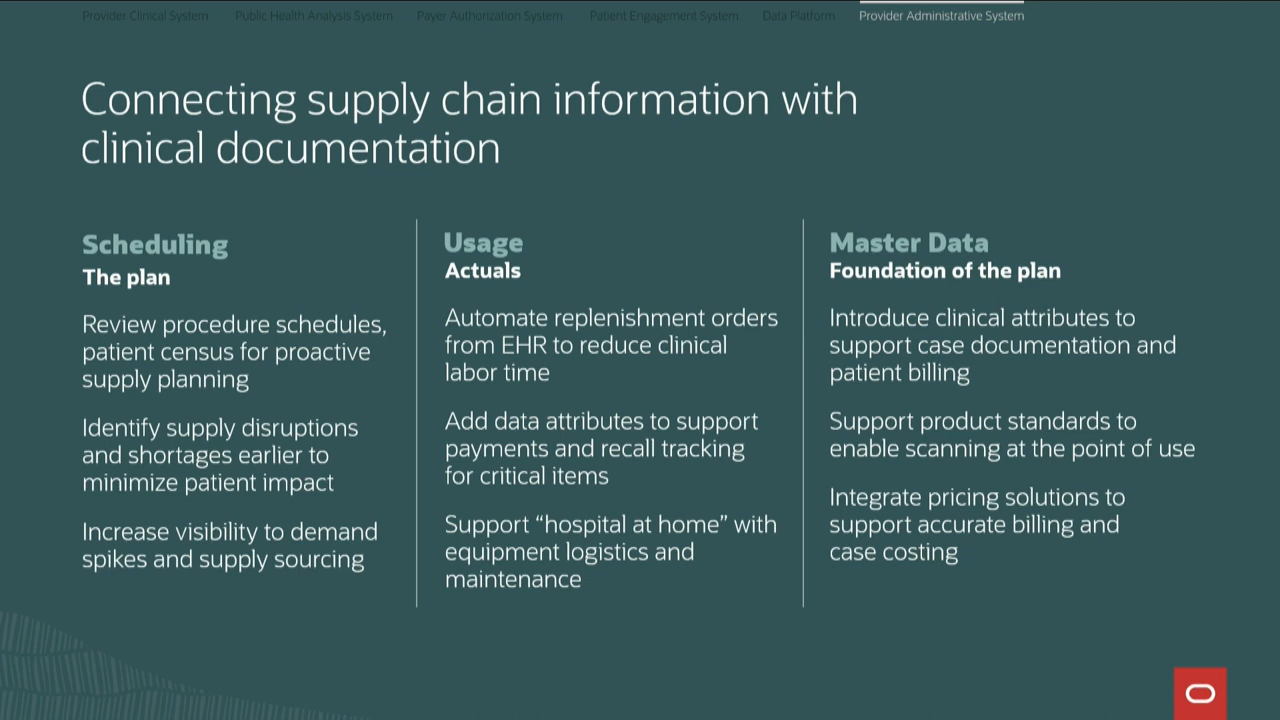 Provider Clinical System Public Health Analysis System Payer Authorization System Patient Engagement System Data Platform Provider Administrative System
Connecting supply chain information with
clinical documentation
Scheduling
The plan
Review procedure schedules,
patient census for proactive
supply planning
Identify supply disruptions
and shortages earlier to
minimize patient impact
Increase visibility to demand
spikes and supply sourcing
Usage
Actuals
Automate replenishment orders
from EHR to reduce clinical
labor time
Add data attributes to support
payments and recall tracking
for critical items
Support “hospital at home” with
equipment logistics and
maintenance
Master Data
Foundation of the plan
Introduce clinical attributes to
support case documentation and
patient billing
Support product standards to
enable scanning at the point of use
Integrate pricing solutions to
support accurate billing and
case costing